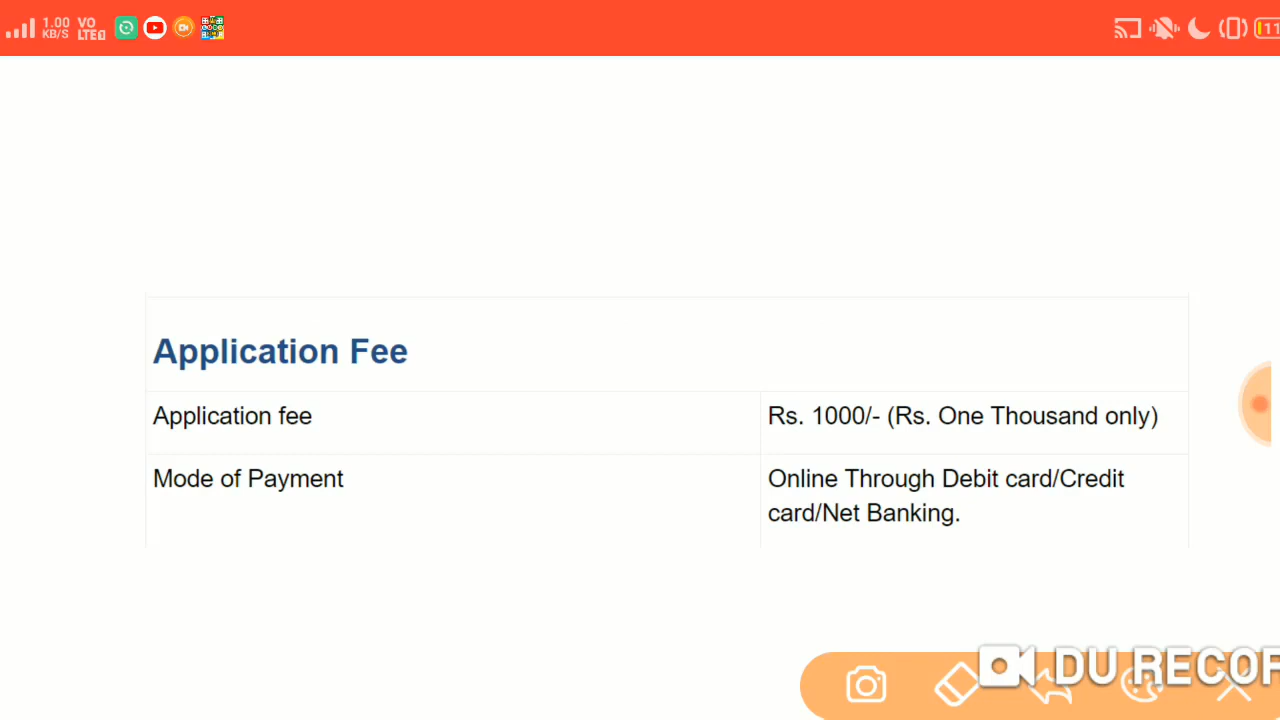 1.00
KB/S
VO
LTE
11
Application Fee
Application fee
Rs. 1000/- (Rs. One Thousand only)
Mode of Payment
Online Through Debit card/Credit
card/Net Banking.
DU RECOR